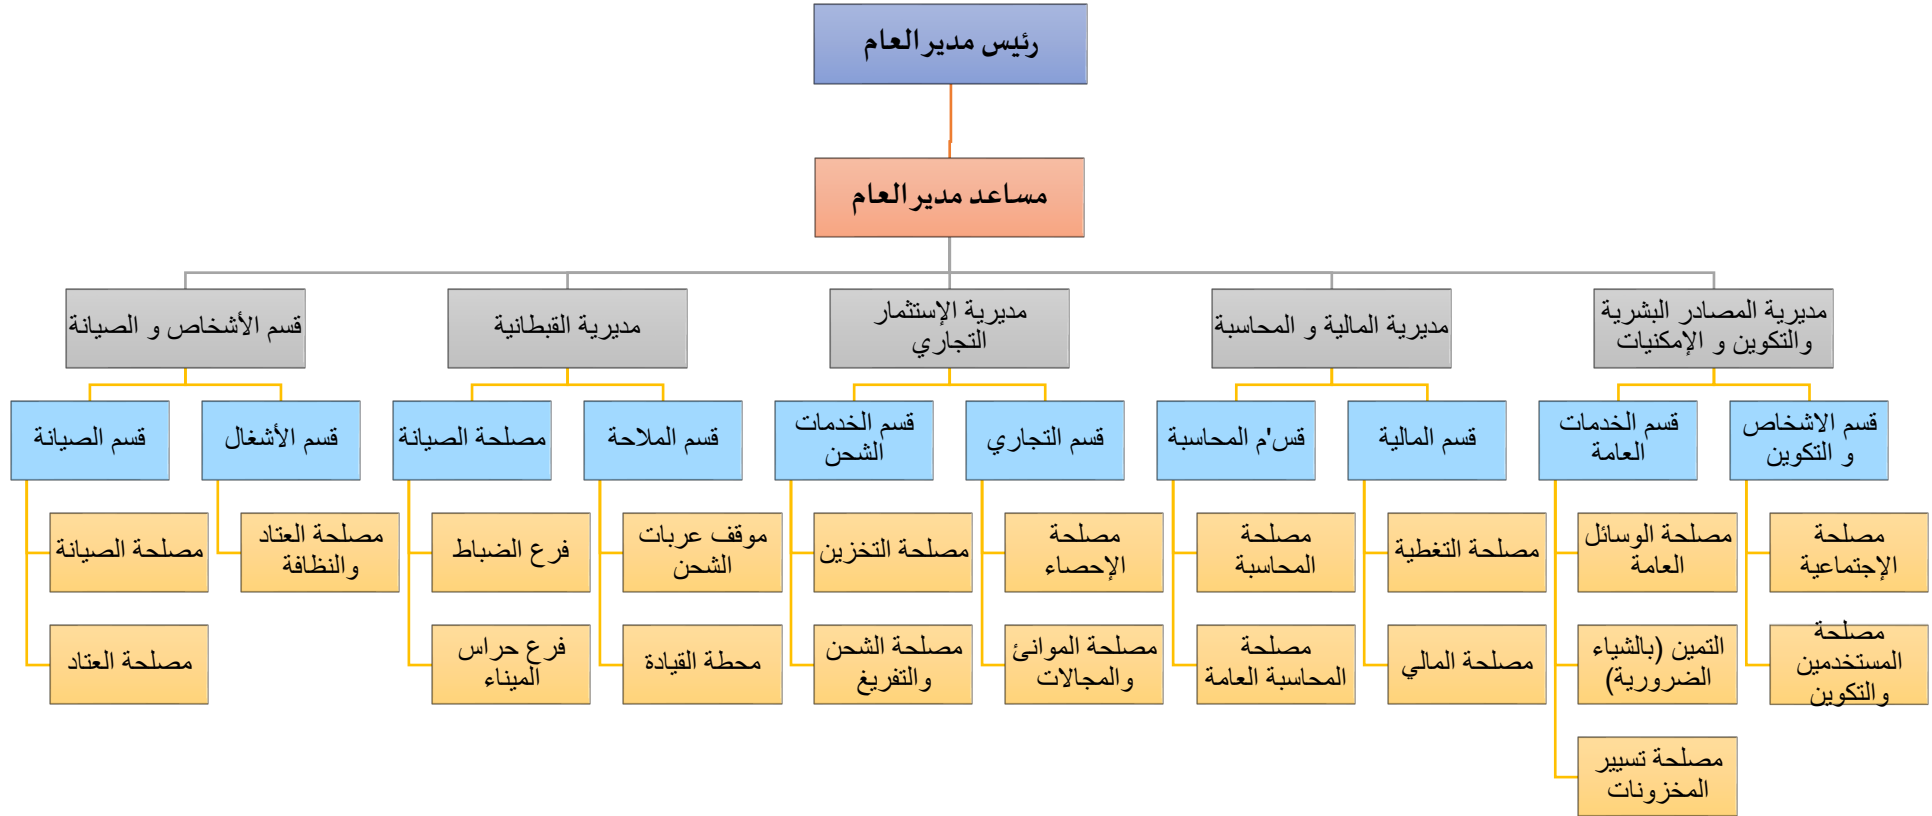 رئيس مدير العام
مساعد مدير العام
مديرية المصادر البشرية
والتكوين و الإمكنيات
مديرية المالية و المحاسبة
مديرية الإستثمار
التجاري
مديرية القبطانية
قسم الأشخاص و الصيانة
قسم الاشخاص
و التكوين
قسم الخدمات
العامة
قسم المالية
قس'م المحاسبة
قسم التجاري
قسم الخدمات
الشحن
قسم الملاحة
مصلحة الصيانة
قسم الأشغال
قسم الصيانة
مصلحة
الإجتماعية
مصلحة الوسائل
العامة
مصلحة التغطية
مصلحة
المحاسبة
مصلحة
الإحصاء
مصلحة التخزين
موقف عربات
الشحن
فرع الضباط
مصلحة العتاد
والنظافة
مصلحة الصيانة
مصلحة
المستخدمين
والتكوين
التمين (بالشياء
الضرورية)
مصلحة المالي
مصلحة
المحاسبة العامة
مصلحة الموانئ
والمجالات
مصلحة الشحن
والتفريغ
محطة القيادة
فرع حراس
الميناء
مصلحة العتاد
مصلحة تسيير
المخزونات